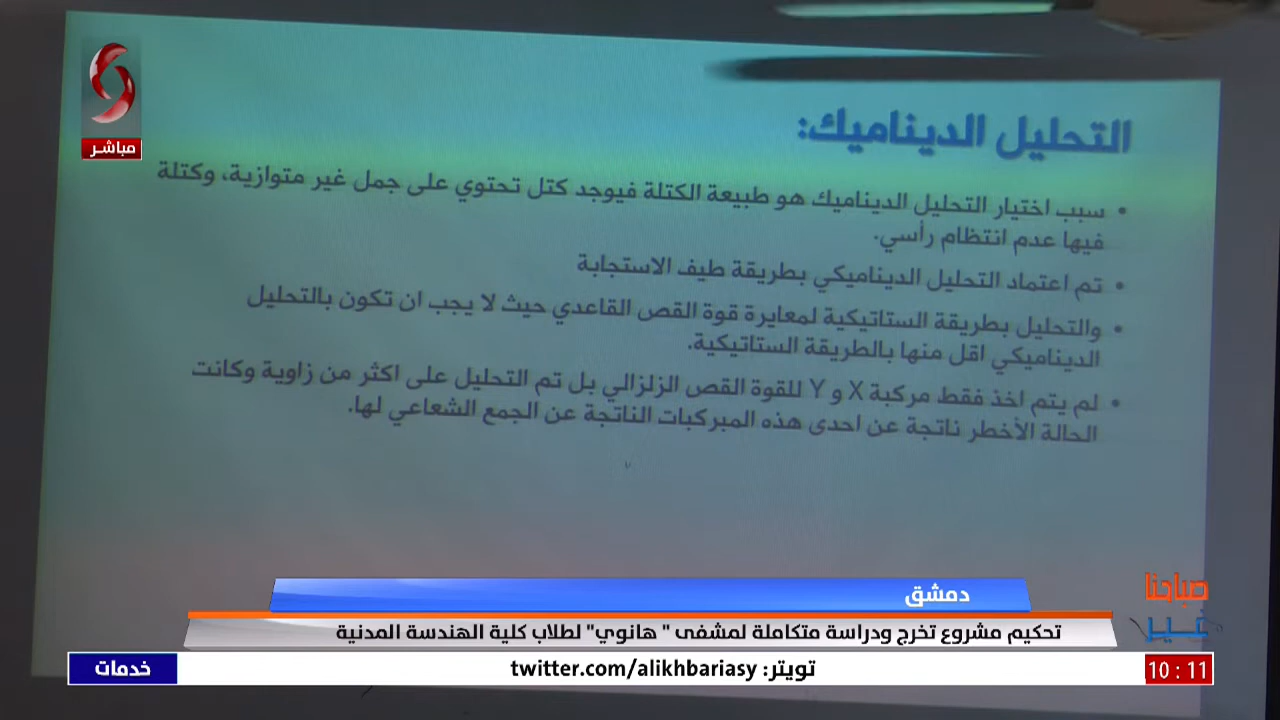 مباشر
التحليل الديناميك:
• سبب اختيار التحليل الديناميك هو طبيعة الكتلة فيوجد كتل تحتوي على جمل غير متوازية، وكتلة
فيها عدم انتظام رأسي.
• تم اعتماد التحليل الديناميكي بطريقة طيف الاستجابة
• والتحليل بطريقة الستاتيكية لمعايرة قوة القص القاعدي حيث لا يجب ان تكون بالتحليل
الديناميكي اقل منها بالطريقة الستاتيكية.
• لم يتم اخذ فقط مركبة X و Y للقوة القص الزلزالي بل تم التحليل على اكثر من زاوية وكانت
الحالة الأخطر ناتجة عن احدى هذه المبركبات الناتجة عن الجمع الشعاعي لها.
دمشق
صباحنا
غير
تحكيم مشروع تخرج ودراسة متكاملة لمشفى " هانوي" لطلاب كلية الهندسة المدنية
خدمات
تويتر: twitter.com/alikhbariasy
10 : 11